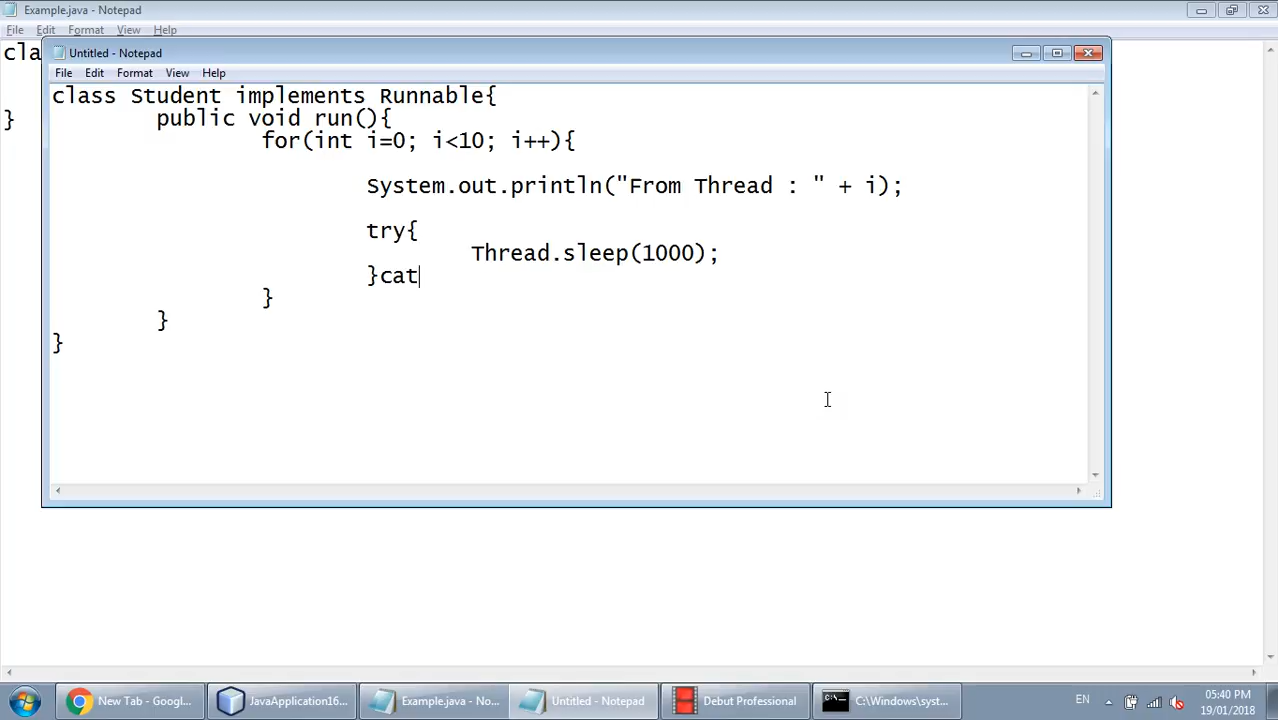 Example.java - Notepad
File Edit Format View Help
cla
}
Untitled - Notepad
File Edit Format View Help
class Student implements Runnable{
public void run(){
for(int i=0; i<10; i++){
System.out.println("From Thread : " + i);
try{
Thread.sleep(1000);
}cat
}
}
}
New Tab - Googl... JavaApplication16... Example.java - No... Untitled - Notepad Debut Professional C:\Windows\syst... EN 05:40 PM
19/01/2018